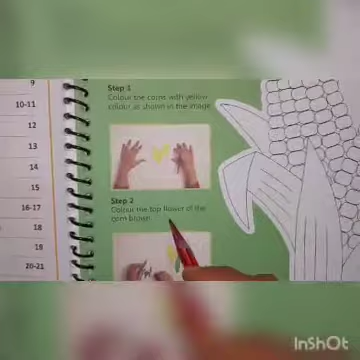 9
10-11
12
13
14
15
16-17
18
18
20-21
Step 1
Colour the corns with yellow
colour as shown in the image
Step 2
Colour the top flower of the
corn brown.
InShOt